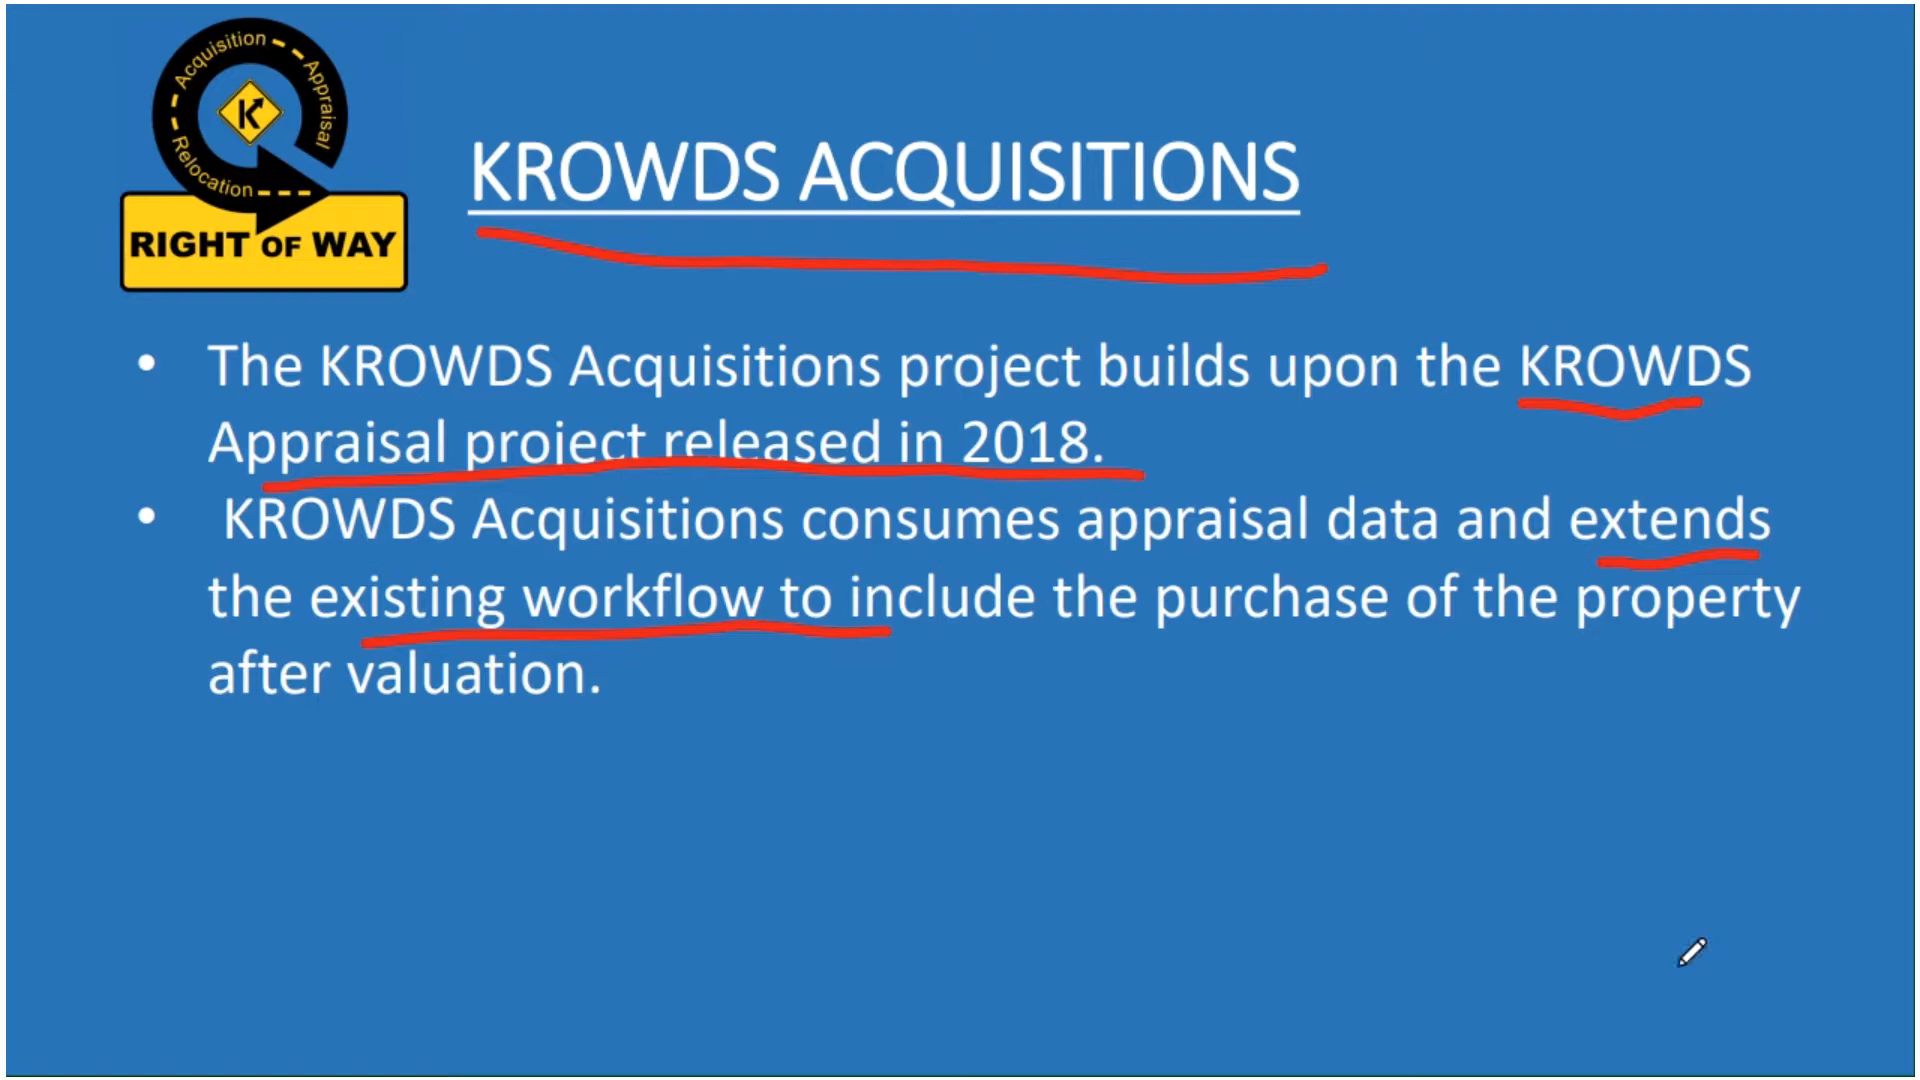 Acquisition
Appraisal
Relocation
K
RIGHT OF WAY
KROWDS ACQUISITIONS
• The KROWDS Acquisitions project builds upon the KROWDS
Appraisal project released in 2018.
• KROWDS Acquisitions consumes appraisal data and extends
the existing workflow to include the purchase of the property
after valuation.